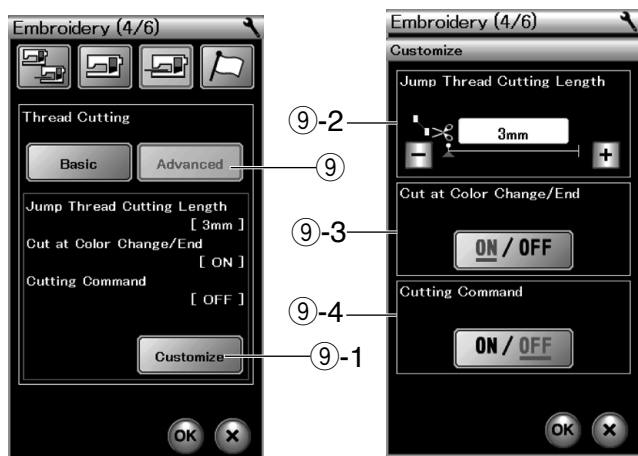 Embroidery (4/6)
Thread Cutting
Basic
Advanced
Jump Thread Cutting Length
[ 3mm ]
Cut at Color Change/End
[ ON ]
Cutting Command
[ OFF ]
Customize
OK
⑨-2
⑨
⑨-3
⑨-4
⑨-1
Embroidery (4/6)
Customize
Jump Thread Cutting Length
3mm
− +
Cut at Color Change/End
ON / OFF
Cutting Command
ON / OFF
OK